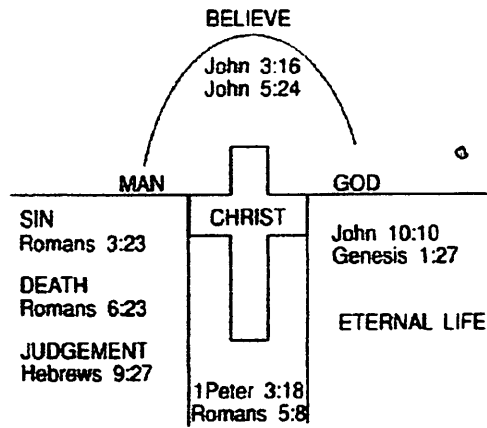 BELIEVE
John 3:16
John 5:24
MAN
GOD
CHRIST
SIN
Romans 3:23
DEATH
Romans 6:23
JUDGEMENT
Hebrews 9:27
John 10:10
Genesis 1:27
ETERNAL LIFE
1Peter 3:18
Romans 5:8